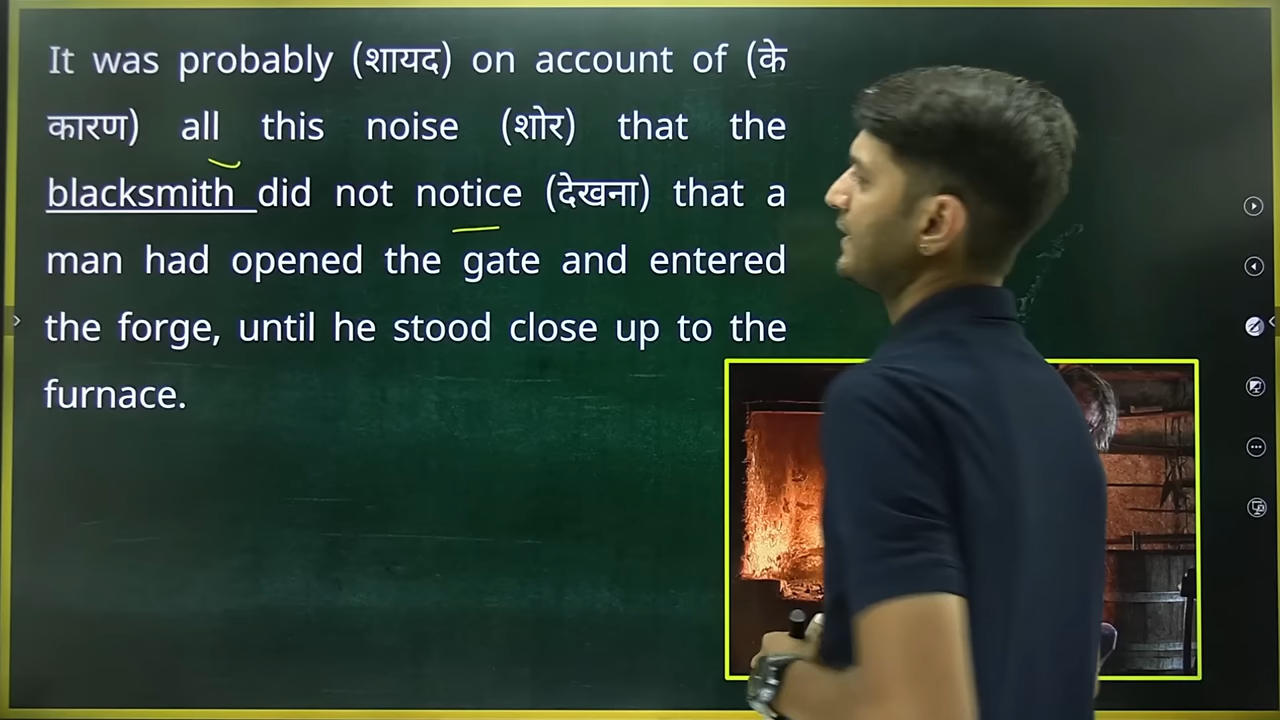 It was probably (शायद) on account of (के
कारण) all this noise (शोर) that the
blacksmith did not notice (देखना) that a
man had opened the gate and entered
the forge, until he stood close up to the
furnace.